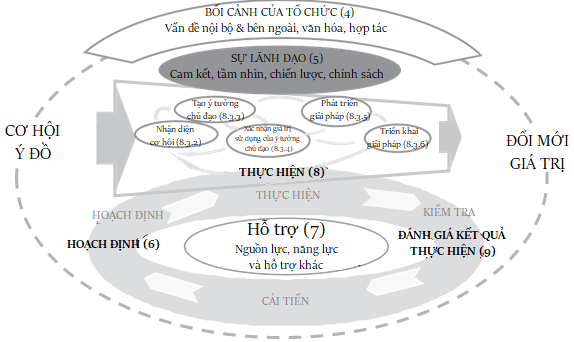 BỐI CẢNH CỦA TỔ CHỨC (4)
Vấn đề nội bộ & bên ngoài, văn hóa, hợp tác
SỰ LÃNH ĐẠO (5)
Cam kết, tầm nhìn, chiến lược, chính sách
CƠ HỘI
Ý ĐỒ
Tạo ý tưởng
chủ đạo (8.3.3)
Phát triển
giải pháp (8.3.5)
Nhận diện
cơ hội (8.3.2)
Xác nhận giá trị
sử dụng của ý tưởng
chủ đạo (8.3.4)
Triển khai
giải pháp (8.3.6)
ĐỔI MỚI
GIÁ TRỊ
THỰC HIỆN (8)
THỰC HIỆN
HOẠCH ĐỊNH
KIỂM TRA
HOẠCH ĐỊNH (6)
Hỗ trợ (7)
Nguồn lực, năng lực
và hỗ trợ khác
ĐÁNH GIÁ KẾT QUẢ
THỰC HIỆN (9)
CẢI TIẾN